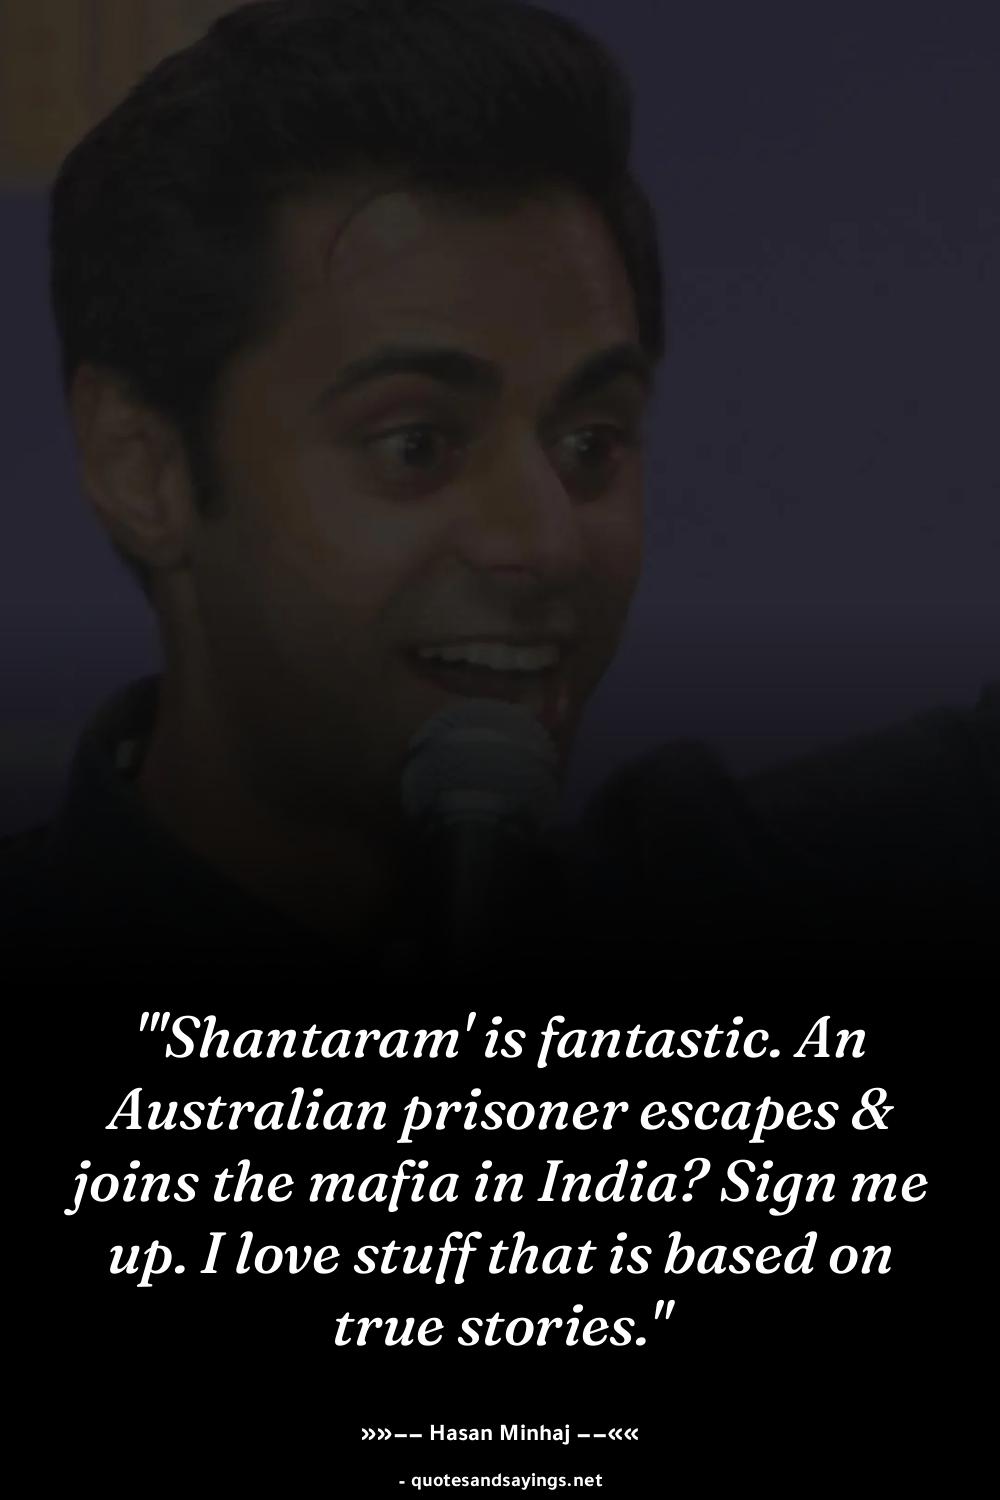 "'Shantaram' is fantastic. An
Australian prisoner escapes &
joins the mafia in India? Sign me
up. I love stuff that is based on
true stories."
»»−− Hasan Minhaj −−««
- quotesandsayings.net